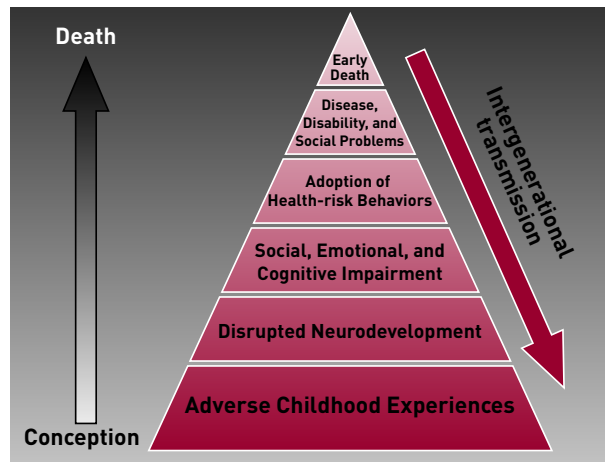 Death
Early
Death
Disease,
Disability, and
Social Problems
Adoption of
Health-risk Behaviors
Social, Emotional, and
Cognitive Impairment
Disrupted Neurodevelopment
Adverse Childhood Experiences
Conception
Intergenerational
transmission